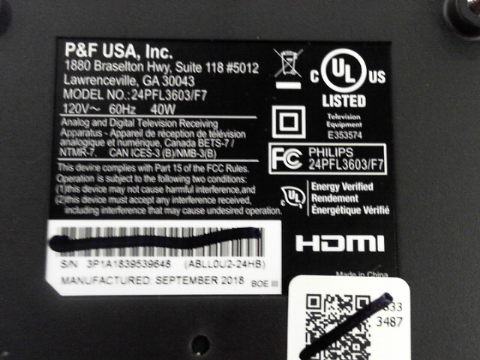 P&F USA, Inc.
1880 Braselton Hwy, Suite 118 #5012
Lawrenceville, GA 30043
MODEL NO.:24PFL3603/F7
120V~ 60Hz 40W
Analog and Digital Television Receiving
Apparatus - Appareil de réception de télévision
analogique et numérique, Canada BETS-7 /
NTMR-7. CAN ICES-3 (B)/NMB-3(B)
This device complies with Part 15 of the FCC Rules.
Operation is subject to the following two conditions:
(1)this device may not cause harmful interference,and
(2)this device must accept any interference received,
including interference that may cause undesired operation.
C UL US
LISTED
Television
Equipment
E353574
FC PHILIPS
24PFL3603/F7
c UL
Energy Verified
Rendement
Énergétique Vérifié
HDMI
Made in China
S/N 3P1A1839539648 (ABLL0U2-24HB)
MANUFACTURED: SEPTEMBER 2018 BOE III
3487